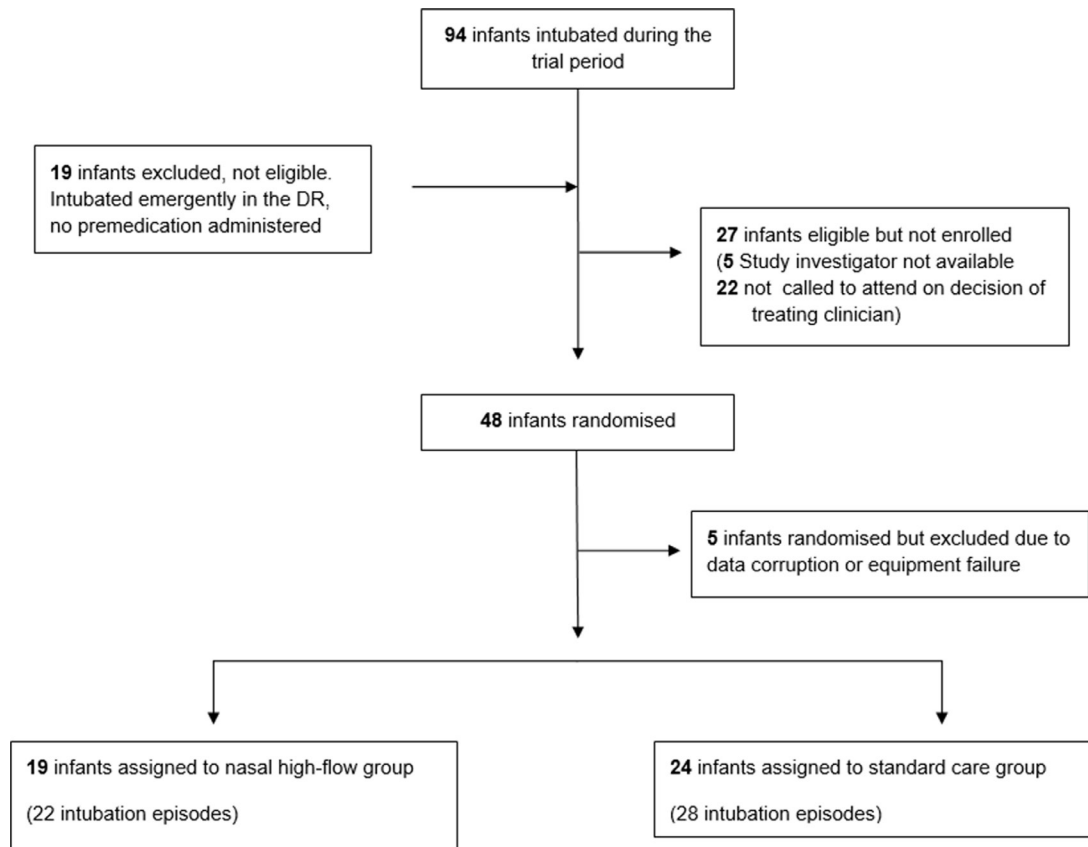 94 infants intubated during the
trial period
19 infants excluded, not eligible.
Intubated emergently in the DR,
no premedication administered
27 infants eligible but not enrolled
(5 Study investigator not available
22 not called to attend on decision of
treating clinician)
48 infants randomised
5 infants randomised but excluded due to
data corruption or equipment failure
19 infants assigned to nasal high-flow group
(22 intubation episodes)
24 infants assigned to standard care group
(28 intubation episodes)